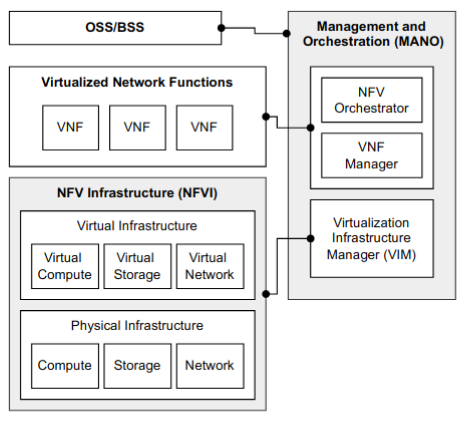 OSS/BSS
Management and
Orchestration (MANO)
Virtualized Network Functions
VNF
VNF
VNF
NFV
Orchestrator
VNF
Manager
NFV Infrastructure (NFVI)
Virtual Infrastructure
Virtual
Compute
Virtual
Storage
Virtual
Network
Virtualization
Infrastructure
Manager (VIM)
Physical Infrastructure
Compute
Storage
Network